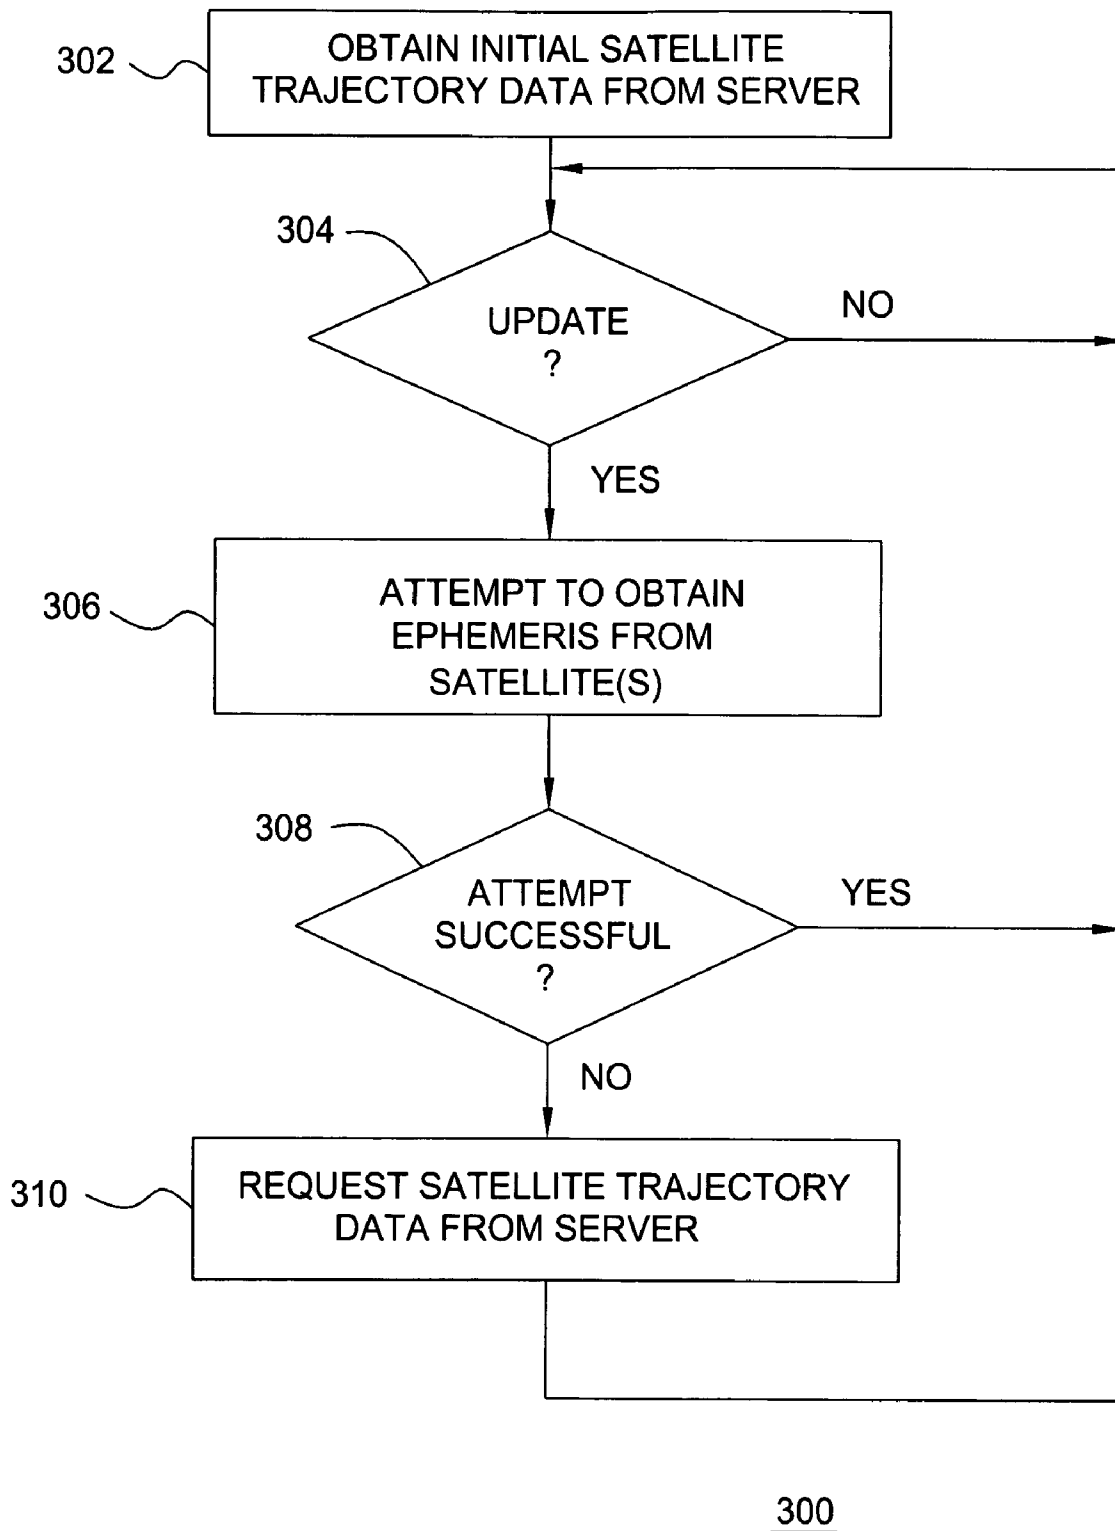 302
OBTAIN INITIAL SATELLITE
TRAJECTORY DATA FROM SERVER
304
UPDATE
?
NO
YES
306
ATTEMPT TO OBTAIN
EPHEMERIS FROM
SATELLITE(S)
308
ATTEMPT
SUCCESSFUL
?
YES
NO
310
REQUEST SATELLITE TRAJECTORY
DATA FROM SERVER
300